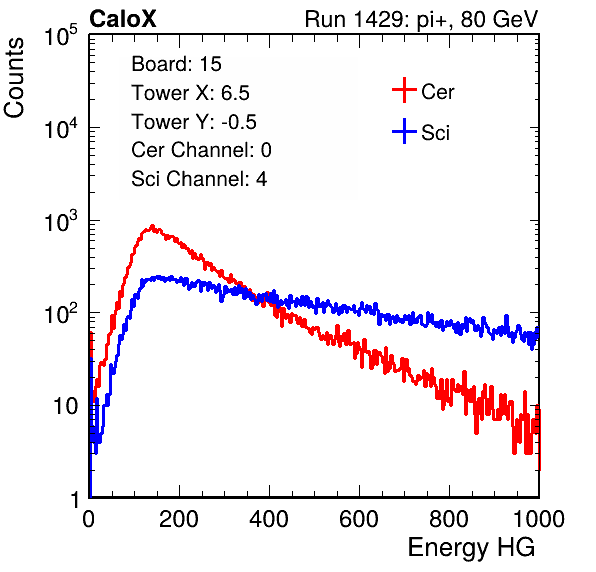 CaloX Run 1429: pi+, 80 GeV
Counts
Board: 15
Tower X: 6.5
Tower Y: -0.5
Cer Channel: 0
Sci Channel: 4
Cer
Sci
10^5
10^4
10^3
10^2
10
1
0 200 400 600 800 1000
Energy HG